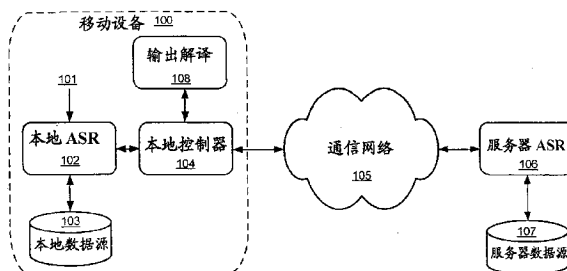 移动设备 100
输出解译
108
101
本地 ASR
102
本地控制器
104
通信网络
105
服务器 ASR
106
103
本地数据源
107
服务器数据源